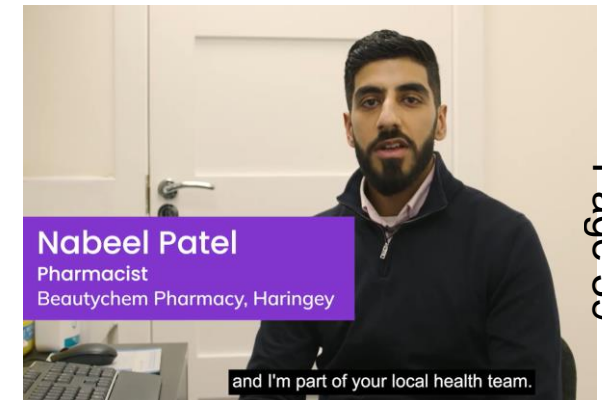 Nabeel Patel
Pharmacist
Beautychem Pharmacy, Haringey
and I'm part of your local health team.